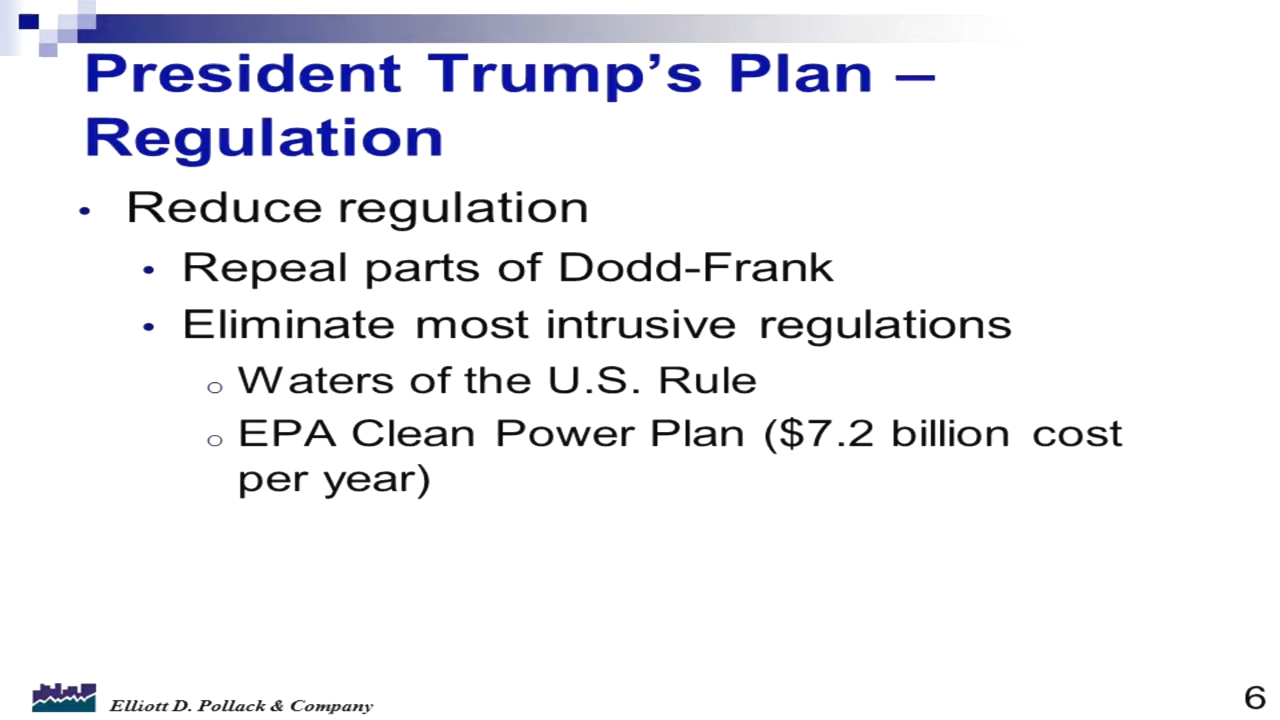 President Trump’s Plan –
Regulation
• Reduce regulation
• Repeal parts of Dodd-Frank
• Eliminate most intrusive regulations
○ Waters of the U.S. Rule
○ EPA Clean Power Plan ($7.2 billion cost
per year)
Elliott D. Pollack & Company
6